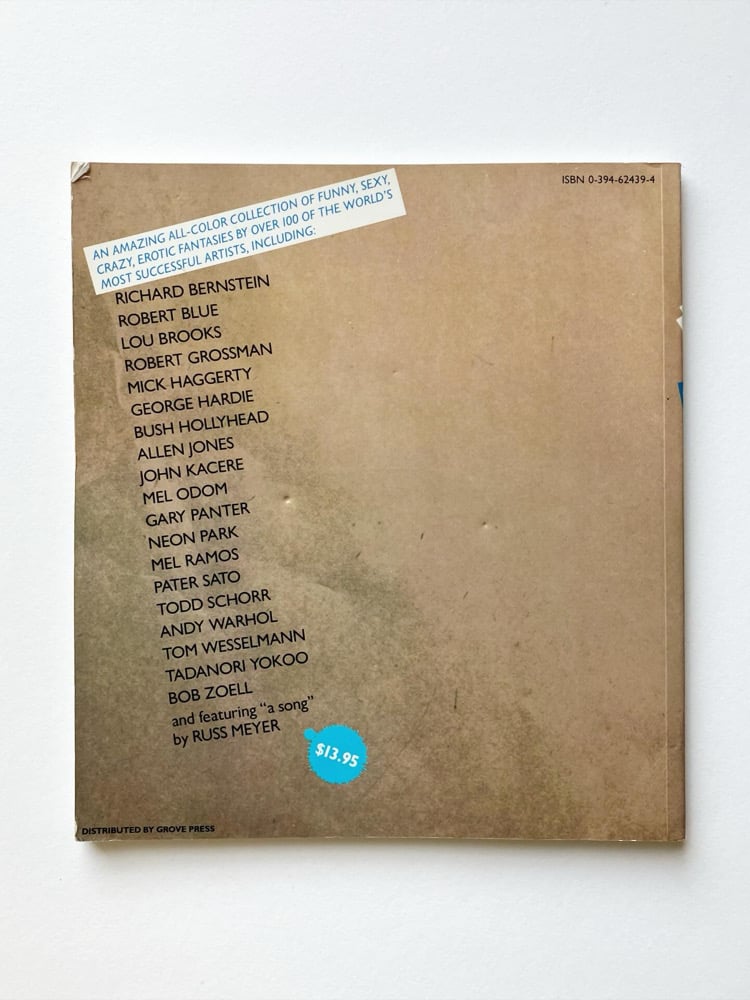 ISBN 0-394-62439-4
AN AMAZING ALL-COLOR COLLECTION OF FUNNY, SEXY,
CRAZY, EROTIC FANTASIES BY OVER 100 OF THE WORLD'S
MOST SUCCESSFUL ARTISTS, INCLUDING:
RICHARD BERNSTEIN
ROBERT BLUE
LOU BROOKS
ROBERT GROSSMAN
MICK HAGGERTY
GEORGE HARDIE
BUSH HOLLYHEAD
ALLEN JONES
JOHN KACERE
MEL ODOM
GARY PANTER
NEON PARK
MEL RAMOS
PATER SATO
TODD SCHORR
ANDY WARHOL
TOM WESSELMANN
TADANORI YOKOO
BOB ZOELL
and featuring "a song"
by RUSS MEYER
$13.95
DISTRIBUTED BY GROVE PRESS